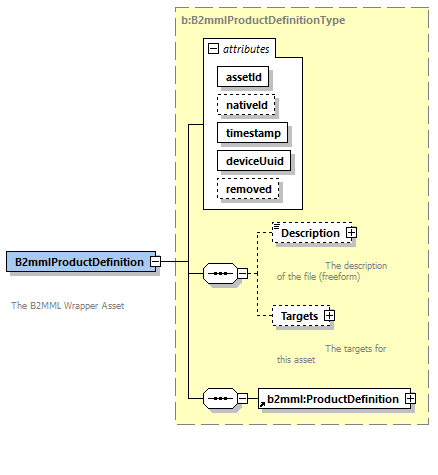 b:B2mmlProductDefinitionType
attributes
assetId
nativeId
timestamp
deviceUuid
removed
B2mmlProductDefinition
The B2MML Wrapper Asset
Description
The description
of the file (freeform)
Targets
The targets for
this asset
b2mml:ProductDefinition